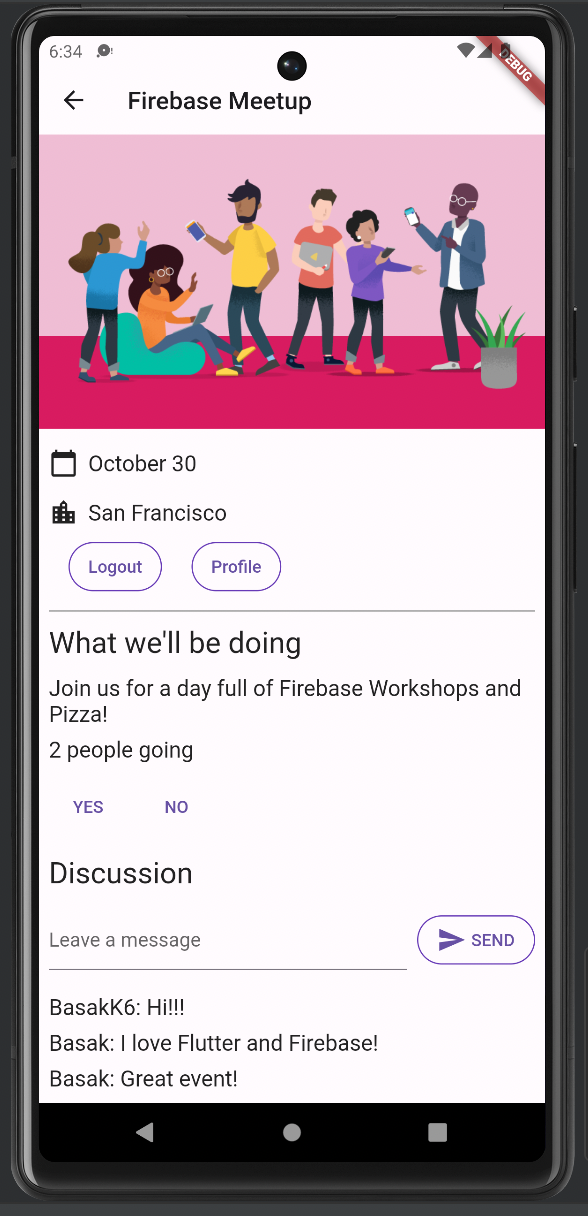 6:34
DEBUG
Firebase Meetup
October 30
San Francisco
Logout Profile
What we'll be doing
Join us for a day full of Firebase Workshops and
Pizza!
2 people going
YES NO
Discussion
Leave a message SEND
BasakK6: Hi!!!
Basak: I love Flutter and Firebase!
Basak: Great event!